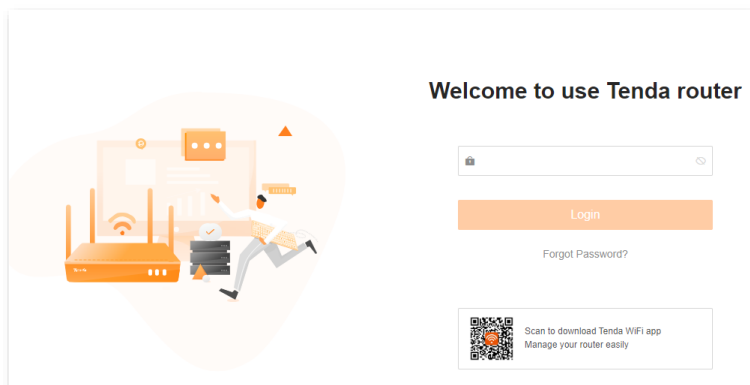 Welcome to use Tenda router
Login
Forgot Password?
Scan to download Tenda WiFi app
Manage your router easily